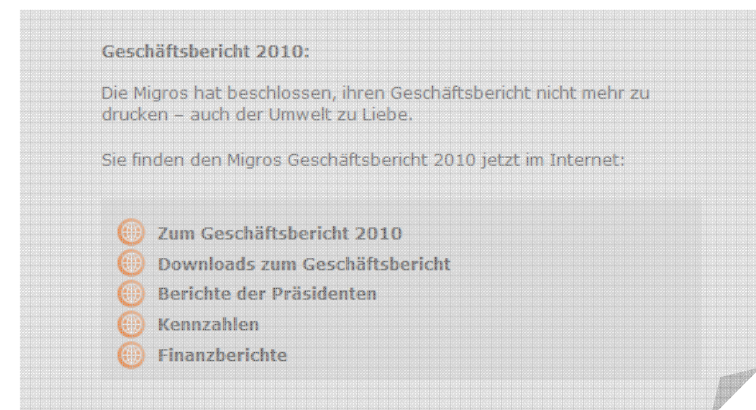 Geschäftsbericht 2010:
Die Migros hat beschlossen, ihren Geschäftsbericht nicht mehr zu
drucken – auch der Umwelt zu Liebe.
Sie finden den Migros Geschäftsbericht 2010 jetzt im Internet:
Zum Geschäftsbericht 2010
Downloads zum Geschäftsbericht
Berichte der Präsidenten
Kennzahlen
Finanzberichte